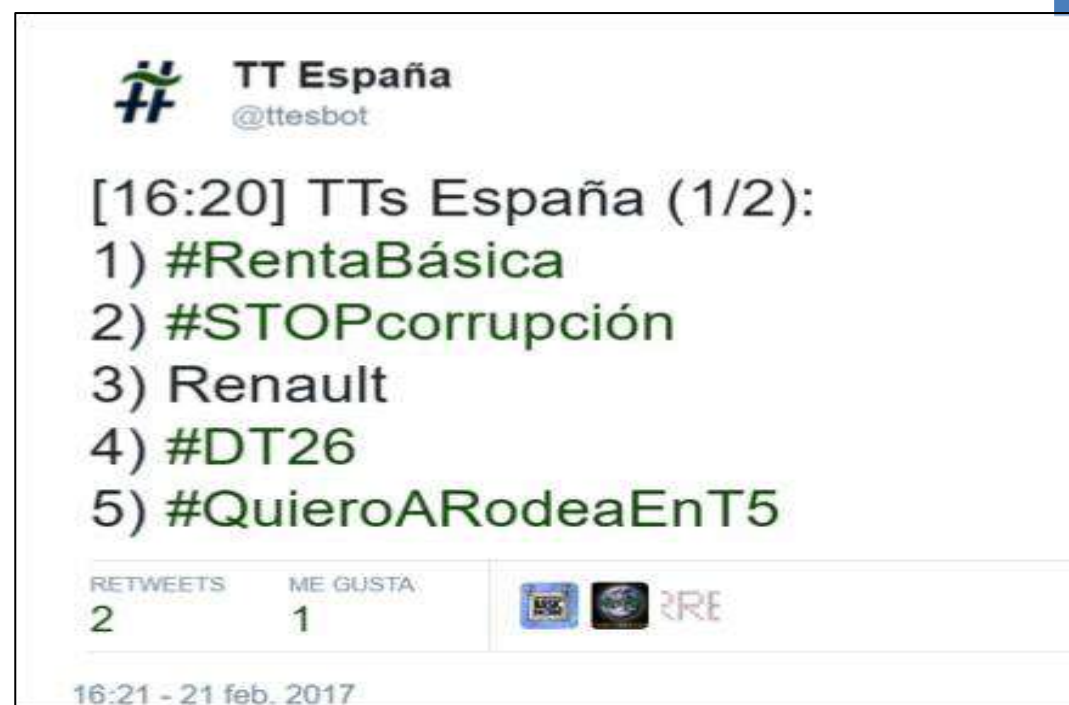 TT España
@ttesbot
[16:20] TTs España (1/2):
1) #RentaBásica
2) #STOPcorrupción
3) Renault
4) #DT26
5) #QuieroARodeaEnT5
RETWEETS ME GUSTA
2 1
16:21 - 21 feb. 2017